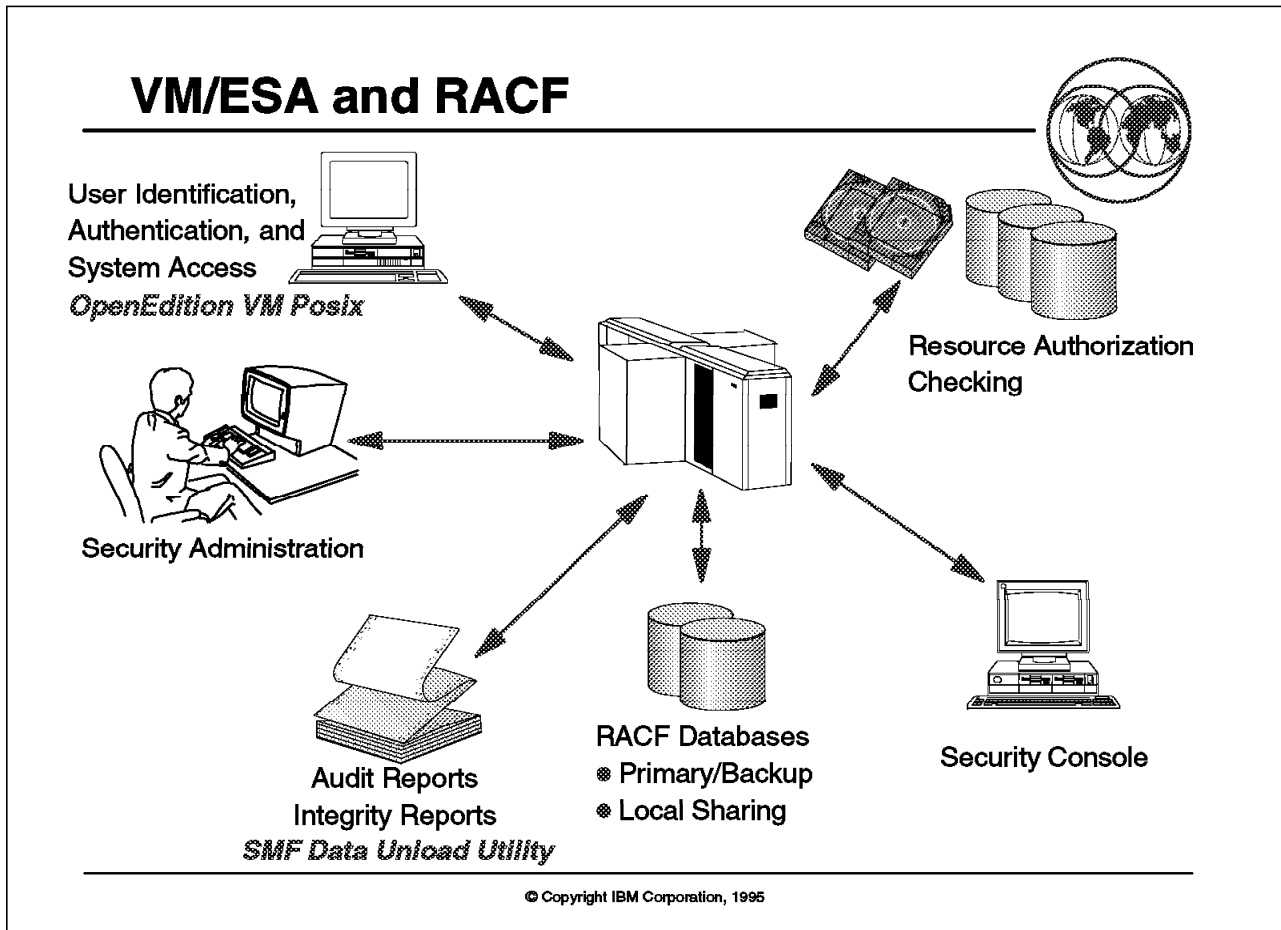 VM/ESA and RACF
User Identification,
Authentication, and
System Access
OpenEdition VM Posix
Resource Authorization
Checking
Security Administration
Audit Reports
Integrity Reports
SMF Data Unload Utility
RACF Databases
Primary/Backup
Local Sharing
Security Console
© Copyright IBM Corporation, 1995